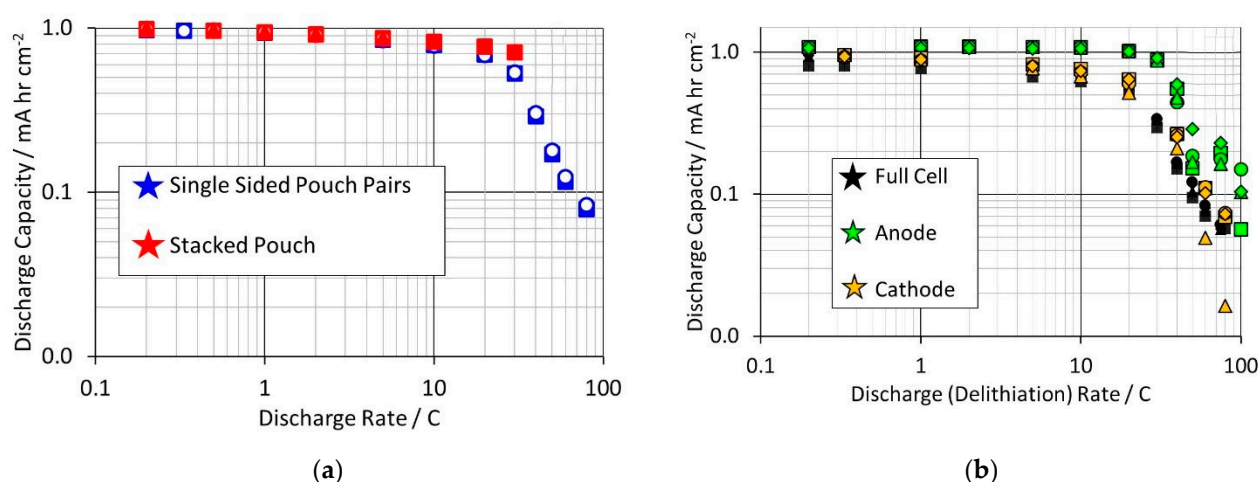 Discharge Capacity / mA hr cm⁻²
1.0
0.1
0.0
Single Sided Pouch Pairs
Stacked Pouch
0.1 1 10 100
Discharge Rate / C
(a)
Discharge Capacity / mA hr cm⁻²
1.0
0.1
0.0
Full Cell
Anode
Cathode
0.1 1 10 100
Discharge (Delithiation) Rate / C
(b)